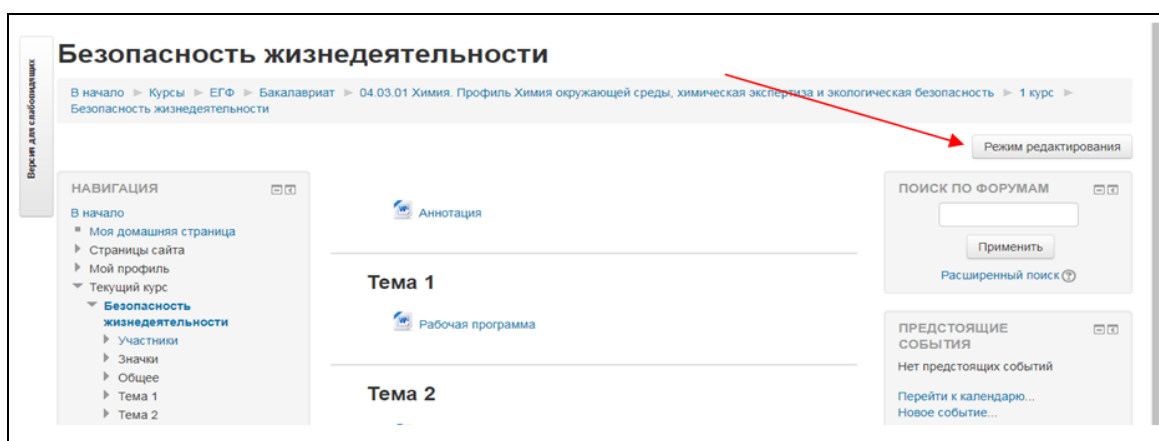 Версия для слабовидящих
Безопасность жизнедеятельности
В начало ► Курсы ► ЕГФ ► Бакалавриат ► 04.03.01 Химия. Профиль Химия окружающей среды, химическая экспертиза и экологическая безопасность ► 1 курс ►
Безопасность жизнедеятельности
Режим редактирования
НАВИГАЦИЯ
В начало
Моя домашняя страница
Страницы сайта
Мой профиль
Текущий курс
Безопасность
жизнедеятельности
Участники
Значки
Общее
Тема 1
Тема 2
Аннотация
Тема 1
Рабочая программа
Тема 2
ПОИСК ПО ФОРУМАМ
Применить
Расширенный поиск
ПРЕДСТОЯЩИЕ
СОБЫТИЯ
Нет предстоящих событий
Перейти к календарю...
Новое событие...